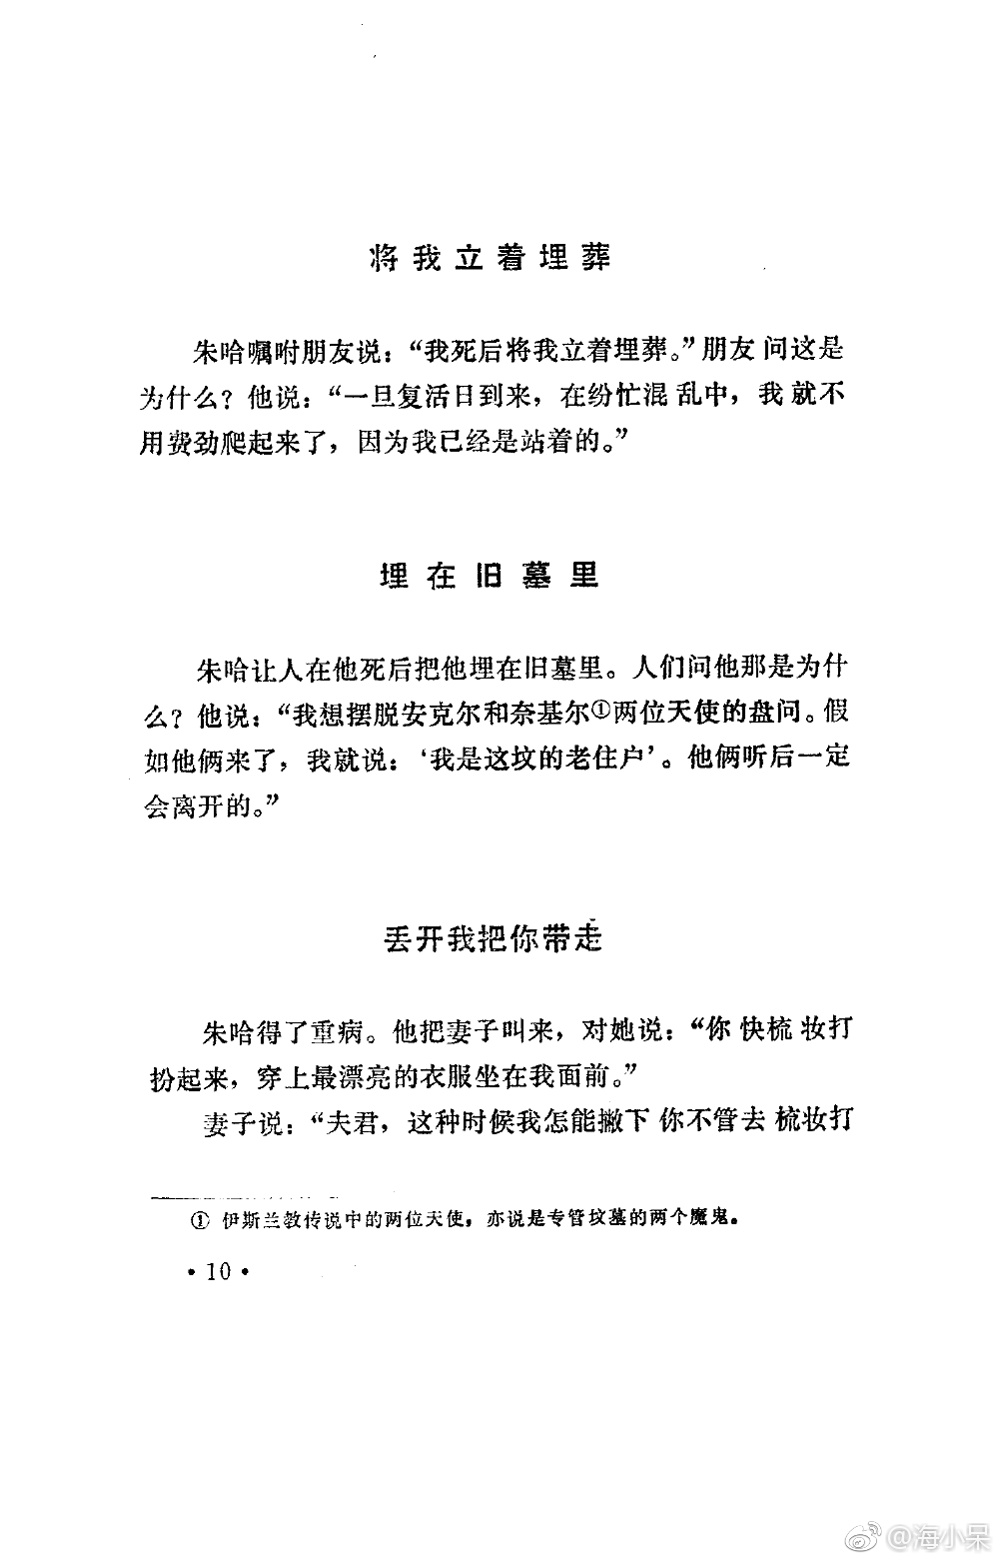 将我立着埋葬
朱哈嘱咐朋友说：“我死后将我立着埋葬。”朋友问这是
为什么？他说：“一旦复活日到来，在纷忙混乱中，我就不
用费劲爬起来了，因为我已经是站着的。”
埋在旧墓里
朱哈让人在他死后把他埋在旧墓里。人们问他那是为什
么？他说：“我想摆脱安克尔和奈基尔①两位天使的盘问。假
如他俩来了，我就说：‘我是这坟的老住户’。他俩听后一定
会离开的。”
丢开我把你带走
朱哈得了重病。他把妻子叫来，对她说：“你快梳妆打
扮起来，穿上最漂亮的衣服坐在我面前。”
妻子说：“夫君，这种时候我怎能撇下你不管去梳妆打
① 伊斯兰教传说中的两位天使，亦说是专管坟墓的两个魔鬼。
·10·
@海小呆